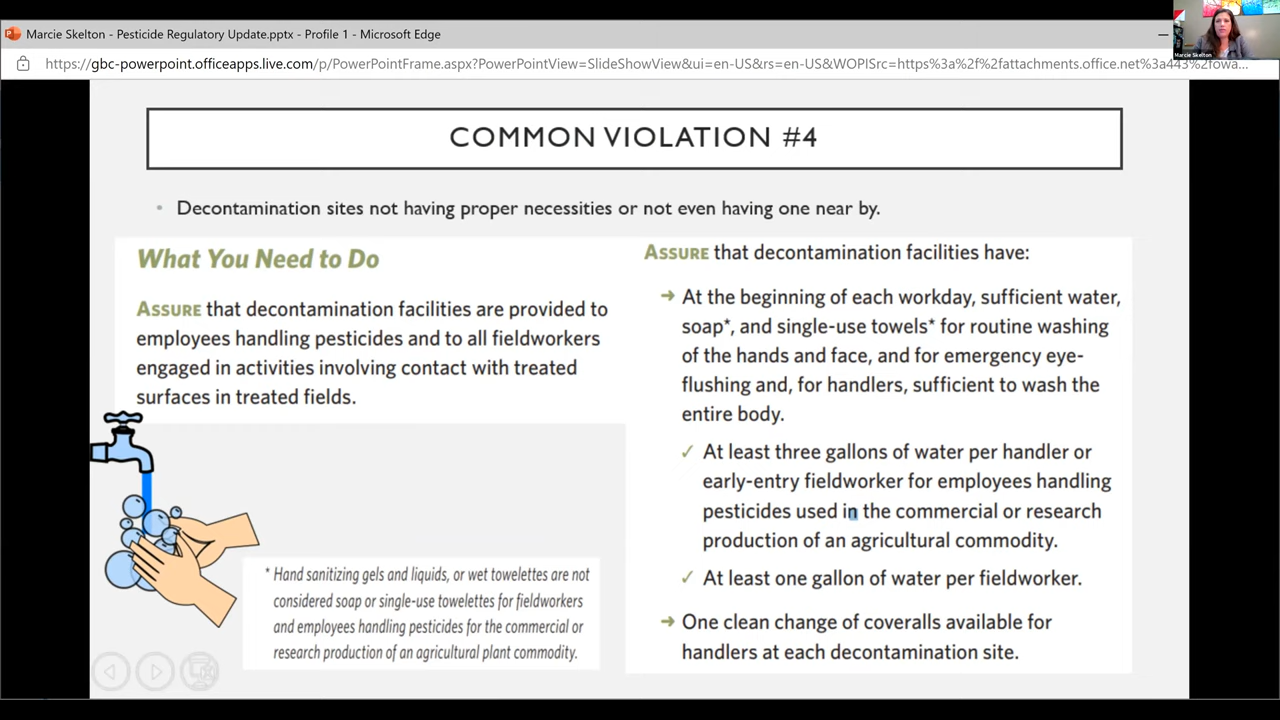 Marcie Skelton - Pesticide Regulatory Update.pptx - Profile 1 - Microsoft Edge
Marcie Skelton
https://gbc-powerpoint.officeapps.live.com/p/PowerPointFrame.aspx?PowerPointView=SlideShowView&ui=en-US&rs=en-US&WOPISrc=https%3a%2f%2fattachments.office.net%3a443%2fowa...
COMMON VIOLATION #4
• Decontamination sites not having proper necessities or not even having one near by.
What You Need to Do
ASSURE that decontamination facilities are provided to
employees handling pesticides and to all fieldworkers
engaged in activities involving contact with treated
surfaces in treated fields.
* Hand sanitizing gels and liquids, or wet towelettes are not
considered soap or single-use towelettes for fieldworkers
and employees handling pesticides for the commercial or
research production of an agricultural plant commodity.
ASSURE that decontamination facilities have:
→ At the beginning of each workday, sufficient water,
soap*, and single-use towels* for routine washing
of the hands and face, and for emergency eye-
flushing and, for handlers, sufficient to wash the
entire body.
✓ At least three gallons of water per handler or
early-entry fieldworker for employees handling
pesticides used in the commercial or research
production of an agricultural commodity.
✓ At least one gallon of water per fieldworker.
→ One clean change of coveralls available for
handlers at each decontamination site.